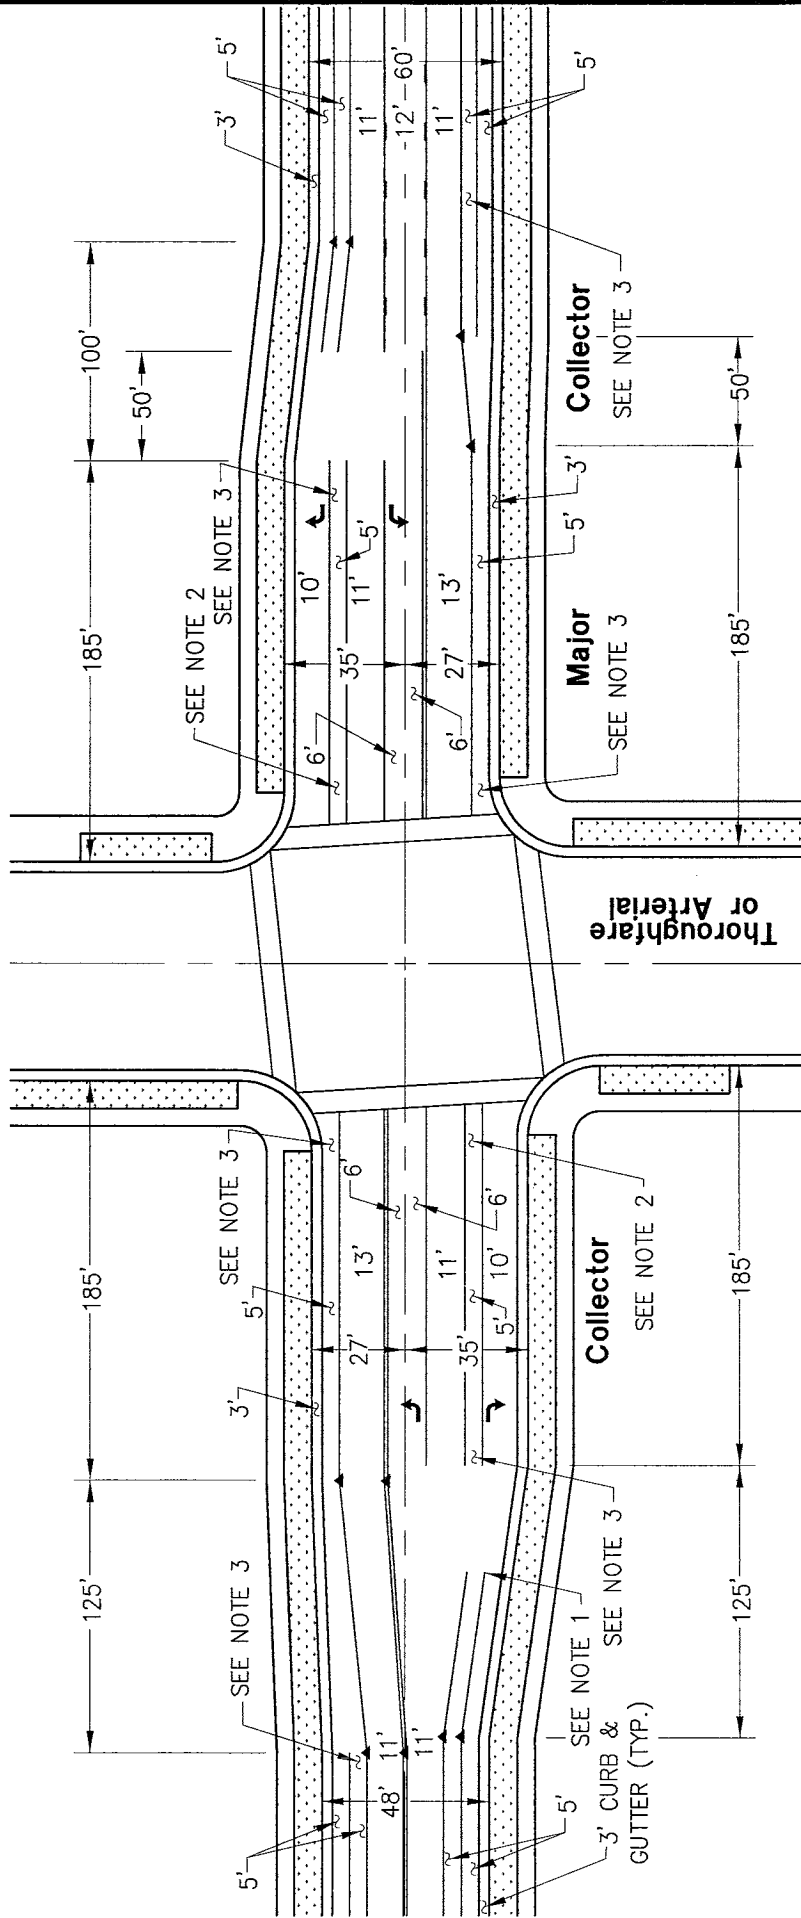 5'
3'
11'
12'
60'
11'
5'
100'
50'
Collector
SEE NOTE 3
50'
185'
SEE NOTE 2
SEE NOTE 3
10'
11'
5'
35'
6'
27'
6'
13'
3'
5'
Major
SEE NOTE 3
185'
Thoroughfare
or Arterial
185'
SEE NOTE 3
5'
3'
6'
13'
27'
6'
11'
10'
5'
35'
Collector
SEE NOTE 2
185'
125'
SEE NOTE 3
5'
11'
11'
48'
5'
SEE NOTE 1
SEE NOTE 3
3' CURB &
GUTTER (TYP.)
125'